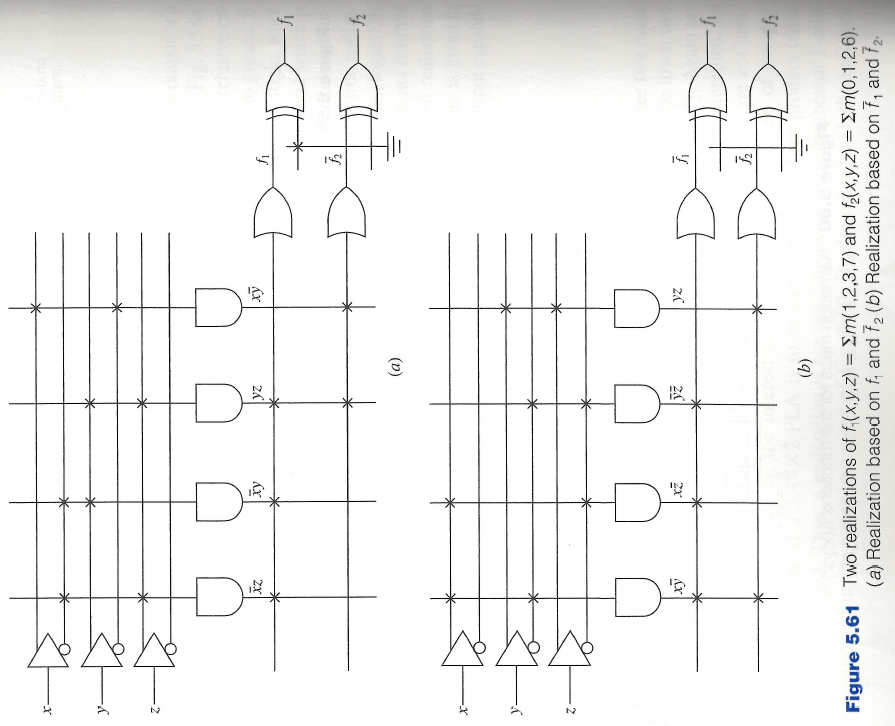 x
y
z
x̄z
x̄y
yz
xȳ
f₁
f̄₂
f₁
f₂
(a)
x
y
z
xȳ
xz̄
ȳz̄
yz
f̄₁
f̄₂
f₁
f₂
(b)
Figure 5.61 Two realizations of f₁(x,y,z) = Σm(1,2,3,7) and f₂(x,y,z) = Σm(0,1,2,6).
(a) Realization based on f₁ and f̄₂ (b) Realization based on f̄₁ and f̄₂.